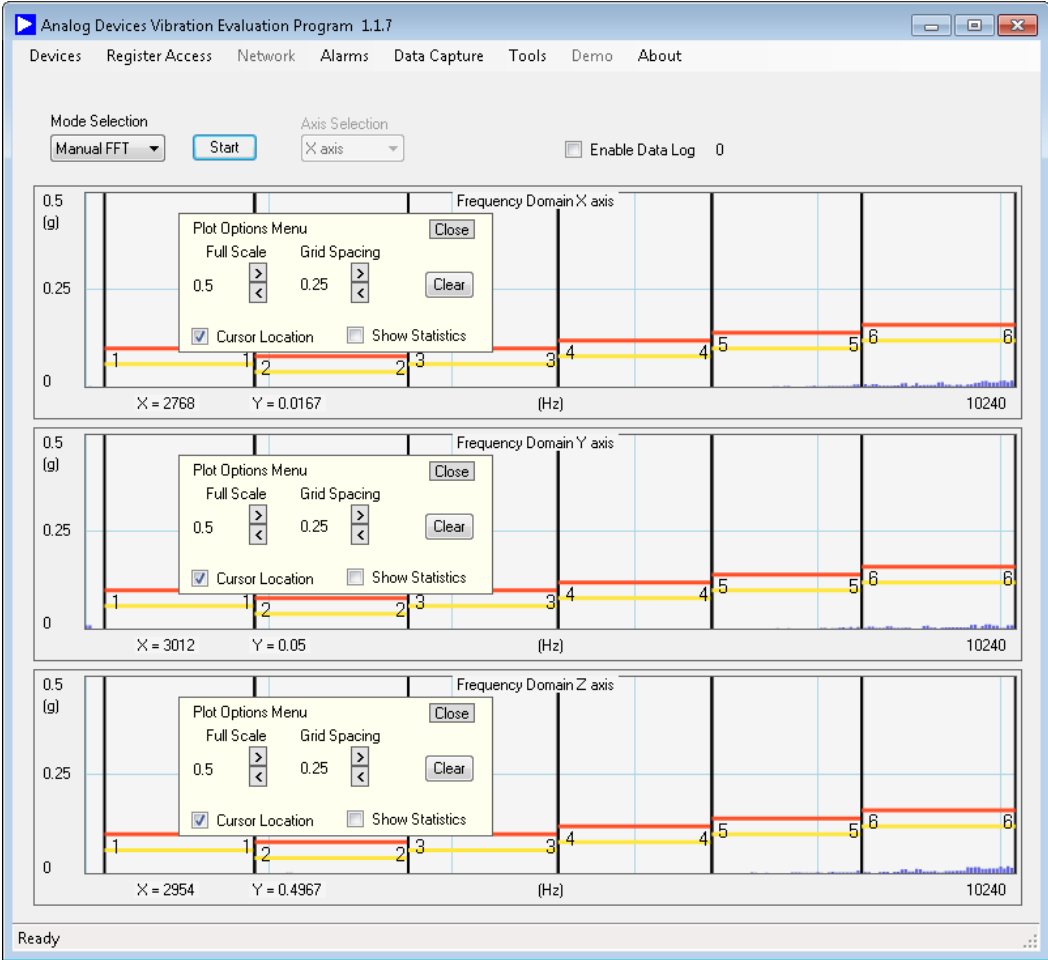 Analog Devices Vibration Evaluation Program 1.1.7
Devices Register Access Network Alarms Data Capture Tools Demo About
Mode Selection Axis Selection
Manual FFT Start X axis Enable Data Log 0
0.5 Frequency Domain X axis
(g) Plot Options Menu Close
Full Scale Grid Spacing
0.25 0.5 > < 0.25 > < Clear
Cursor Location Show Statistics
1 1 2 2 3 3 4 4 5 5 6 6
0
X = 2768 Y = 0.0167 (Hz) 10240
0.5 Frequency Domain Y axis
(g) Plot Options Menu Close
Full Scale Grid Spacing
0.25 0.5 > < 0.25 > < Clear
Cursor Location Show Statistics
1 1 2 2 3 3 4 4 5 5 6 6
0
X = 3012 Y = 0.05 (Hz) 10240
0.5 Frequency Domain Z axis
(g) Plot Options Menu Close
Full Scale Grid Spacing
0.25 0.5 > < 0.25 > < Clear
Cursor Location Show Statistics
1 1 2 2 3 3 4 4 5 5 6 6
0
X = 2954 Y = 0.4967 (Hz) 10240
Ready